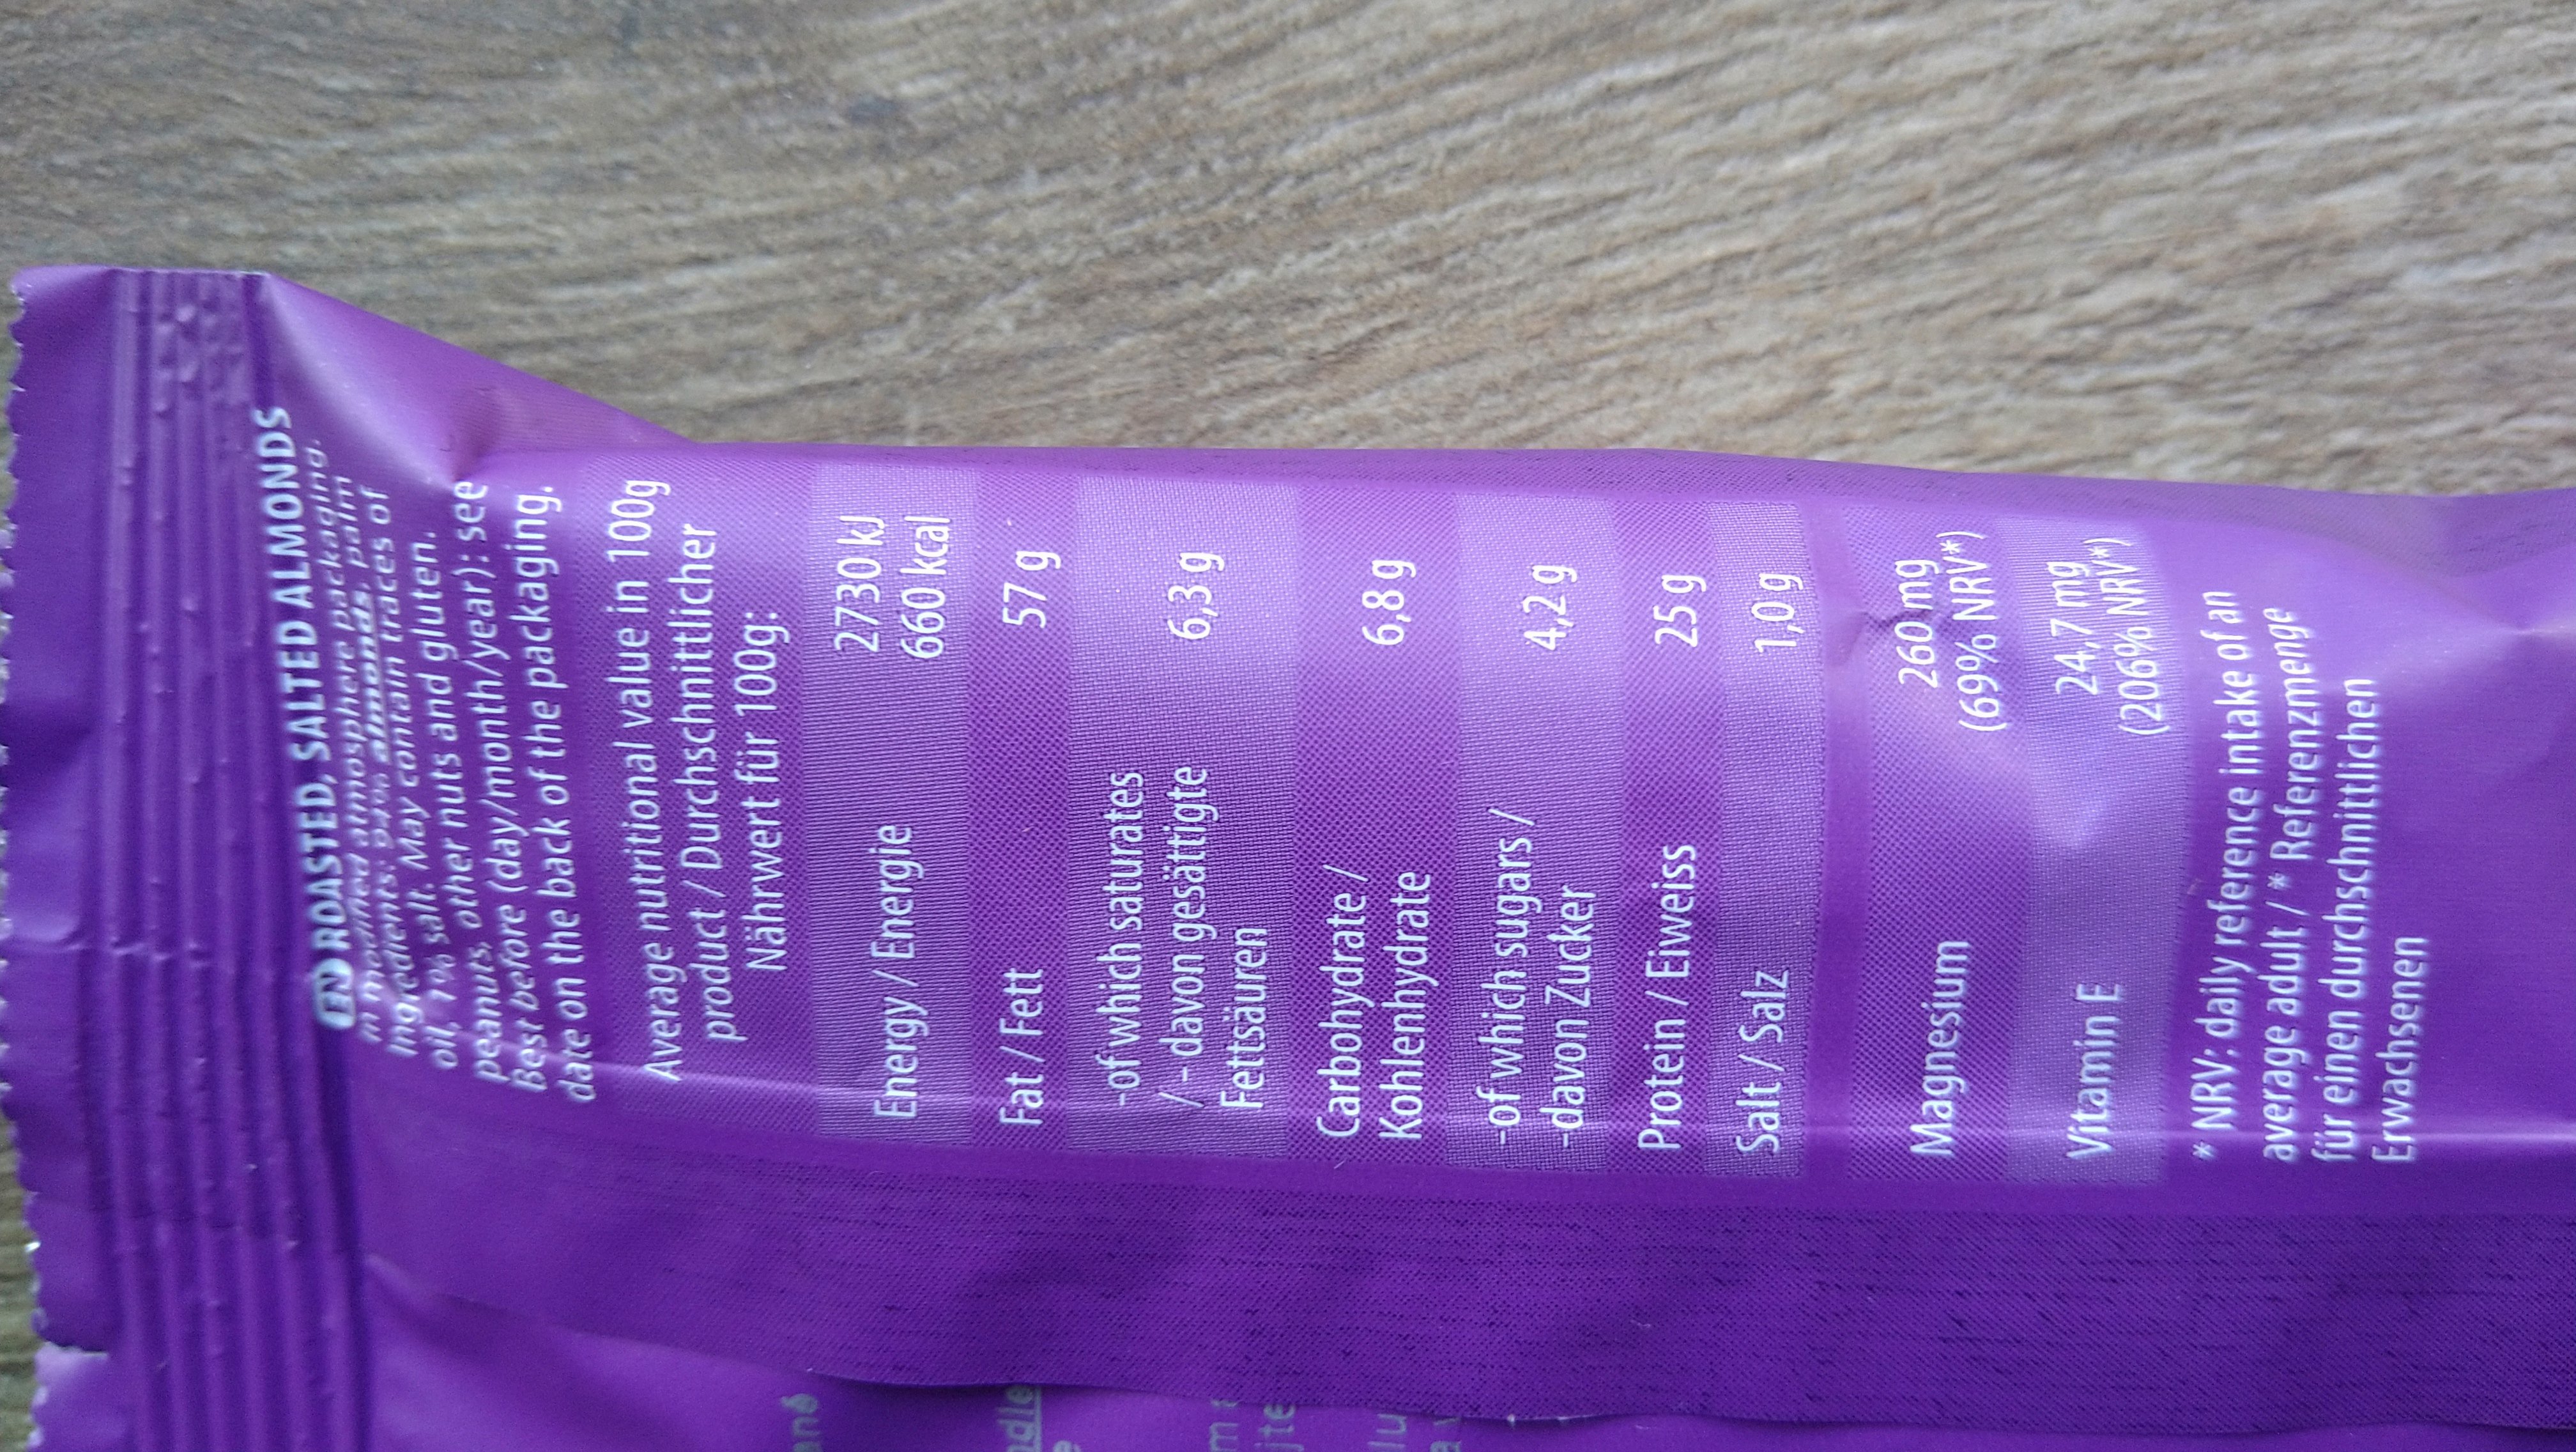 EN ROASTED, SALTED ALMONDS
in modified atmosphere packaging.
Ingredients: 94% almonds, palm
oil, 1% salt. May contain traces of
peanuts, other nuts and gluten.
Best before (day/month/year): see
date on the back of the packaging.
Average nutritional value in 100g
product / Durchschnittlicher
Nährwert für 100g:
Energy / Energie 2730 kJ
660 kcal
Fat / Fett 57 g
-of which saturates
/ - davon gesättigte 6,3 g
Fettsäuren
Carbohydrate / 6,8 g
Kohlenhydrate
-of which sugars / 4,2 g
-davon Zucker
Protein / Eiweiss 25 g
Salt / Salz 1,0 g
Magnesium 260 mg
(69% NRV*)
Vitamin E 24,7 mg
(206% NRV*)
* NRV: daily reference intake of an
average adult / * Referenzmenge
für einen durchschnittlichen
Erwachsenen